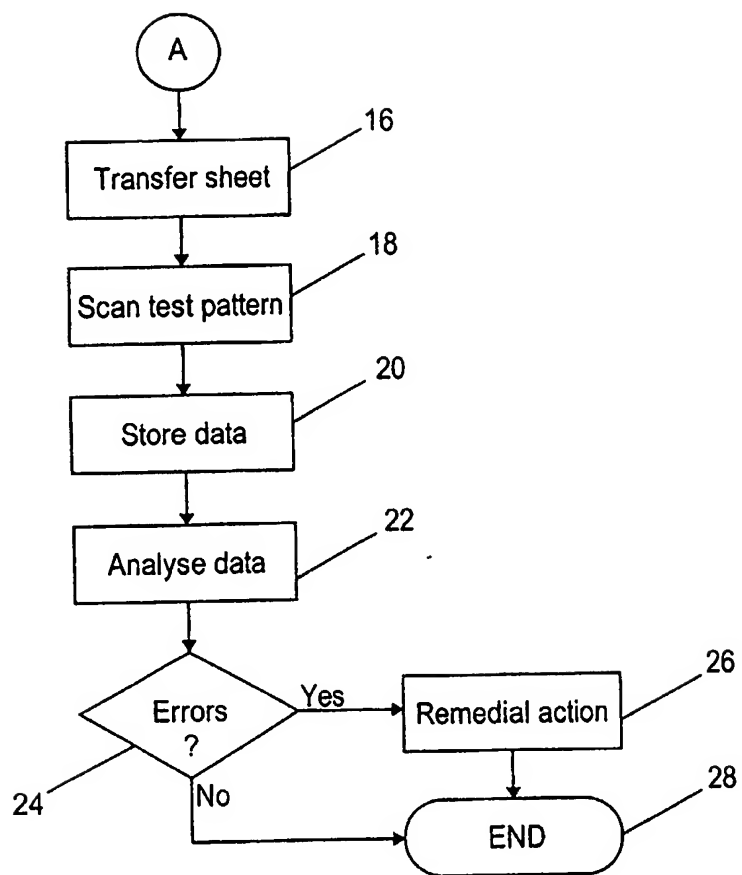 A
16
Transfer sheet
18
Scan test pattern
20
Store data
22
Analyse data
24
Errors
?
Yes
No
26
Remedial action
28
END